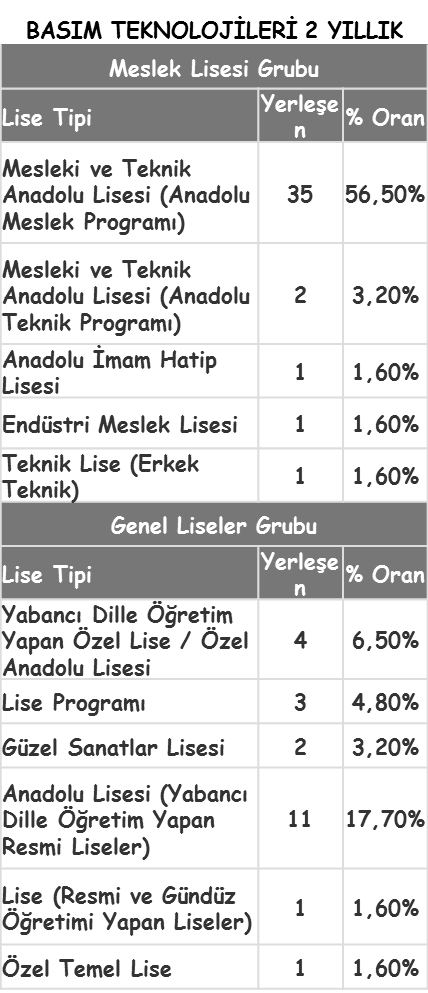 BASIM TEKNOLOJİLERİ 2 YILLIK
Meslek Lisesi Grubu
Lise Tipi
Yerleşe
n
% Oran
Mesleki ve Teknik
Anadolu Lisesi (Anadolu
Meslek Programı)
35
56,50%
Mesleki ve Teknik
Anadolu Lisesi (Anadolu
Teknik Programı)
2
3,20%
Anadolu İmam Hatip
Lisesi
1
1,60%
Endüstri Meslek Lisesi
1
1,60%
Teknik Lise (Erkek
Teknik)
1
1,60%
Genel Liseler Grubu
Lise Tipi
Yerleşe
n
% Oran
Yabancı Dille Öğretim
Yapan Özel Lise / Özel
Anadolu Lisesi
4
6,50%
Lise Programı
3
4,80%
Güzel Sanatlar Lisesi
2
3,20%
Anadolu Lisesi (Yabancı
Dille Öğretim Yapan
Resmi Liseler)
11
17,70%
Lise (Resmi ve Gündüz
Öğretimi Yapan Liseler)
1
1,60%
Özel Temel Lise
1
1,60%